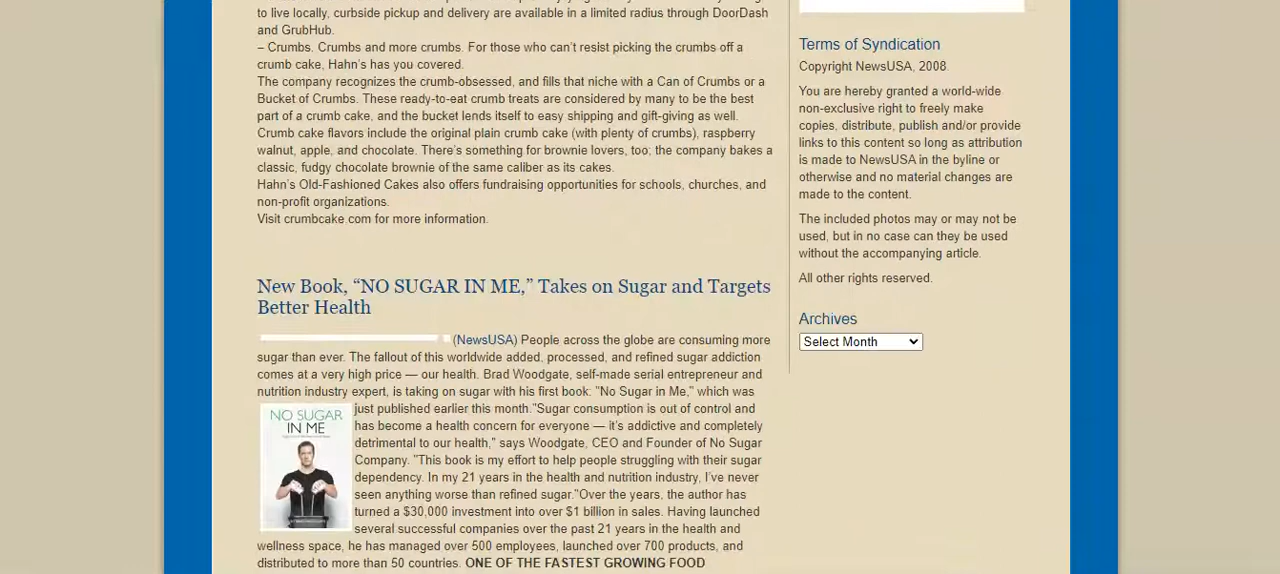 to live locally, curbside pickup and delivery are available in a limited radius through DoorDash
and GrubHub.
– Crumbs. Crumbs and more crumbs. For those who can’t resist picking the crumbs off a
crumb cake, Hahn’s has you covered.
The company recognizes the crumb-obsessed, and fills that niche with a Can of Crumbs or a
Bucket of Crumbs. These ready-to-eat crumb treats are considered by many to be the best
part of a crumb cake, and the bucket lends itself to easy shipping and gift-giving as well.
Crumb cake flavors include the original plain crumb cake (with plenty of crumbs), raspberry
walnut, apple, and chocolate. There’s something for brownie lovers, too; the company bakes a
classic, fudgy chocolate brownie of the same caliber as its cakes.
Hahn’s Old-Fashioned Cakes also offers fundraising opportunities for schools, churches, and
non-profit organizations.
Visit crumbcake.com for more information.
New Book, “NO SUGAR IN ME,” Takes on Sugar and Targets
Better Health
(NewsUSA) People across the globe are consuming more
sugar than ever. The fallout of this worldwide added, processed, and refined sugar addiction
comes at a very high price — our health. Brad Woodgate, self-made serial entrepreneur and
nutrition industry expert, is taking on sugar with his first book: "No Sugar in Me," which was
just published earlier this month."Sugar consumption is out of control and
has become a health concern for everyone — it’s addictive and completely
detrimental to our health," says Woodgate, CEO and Founder of No Sugar
Company. "This book is my effort to help people struggling with their sugar
dependency. In my 21 years in the health and nutrition industry, I’ve never
seen anything worse than refined sugar."Over the years, the author has
turned a $30,000 investment into over $1 billion in sales. Having launched
several successful companies over the past 21 years in the health and
wellness space, he has managed over 500 employees, launched over 700 products, and
distributed to more than 50 countries. ONE OF THE FASTEST GROWING FOOD
NO SUGAR
IN ME
Terms of Syndication
Copyright NewsUSA, 2008.
You are hereby granted a world-wide
non-exclusive right to freely make
copies, distribute, publish and/or provide
links to this content so long as attribution
is made to NewsUSA in the byline or
otherwise and no material changes are
made to the content.
The included photos may or may not be
used, but in no case can they be used
without the accompanying article.
All other rights reserved.
Archives
Select Month